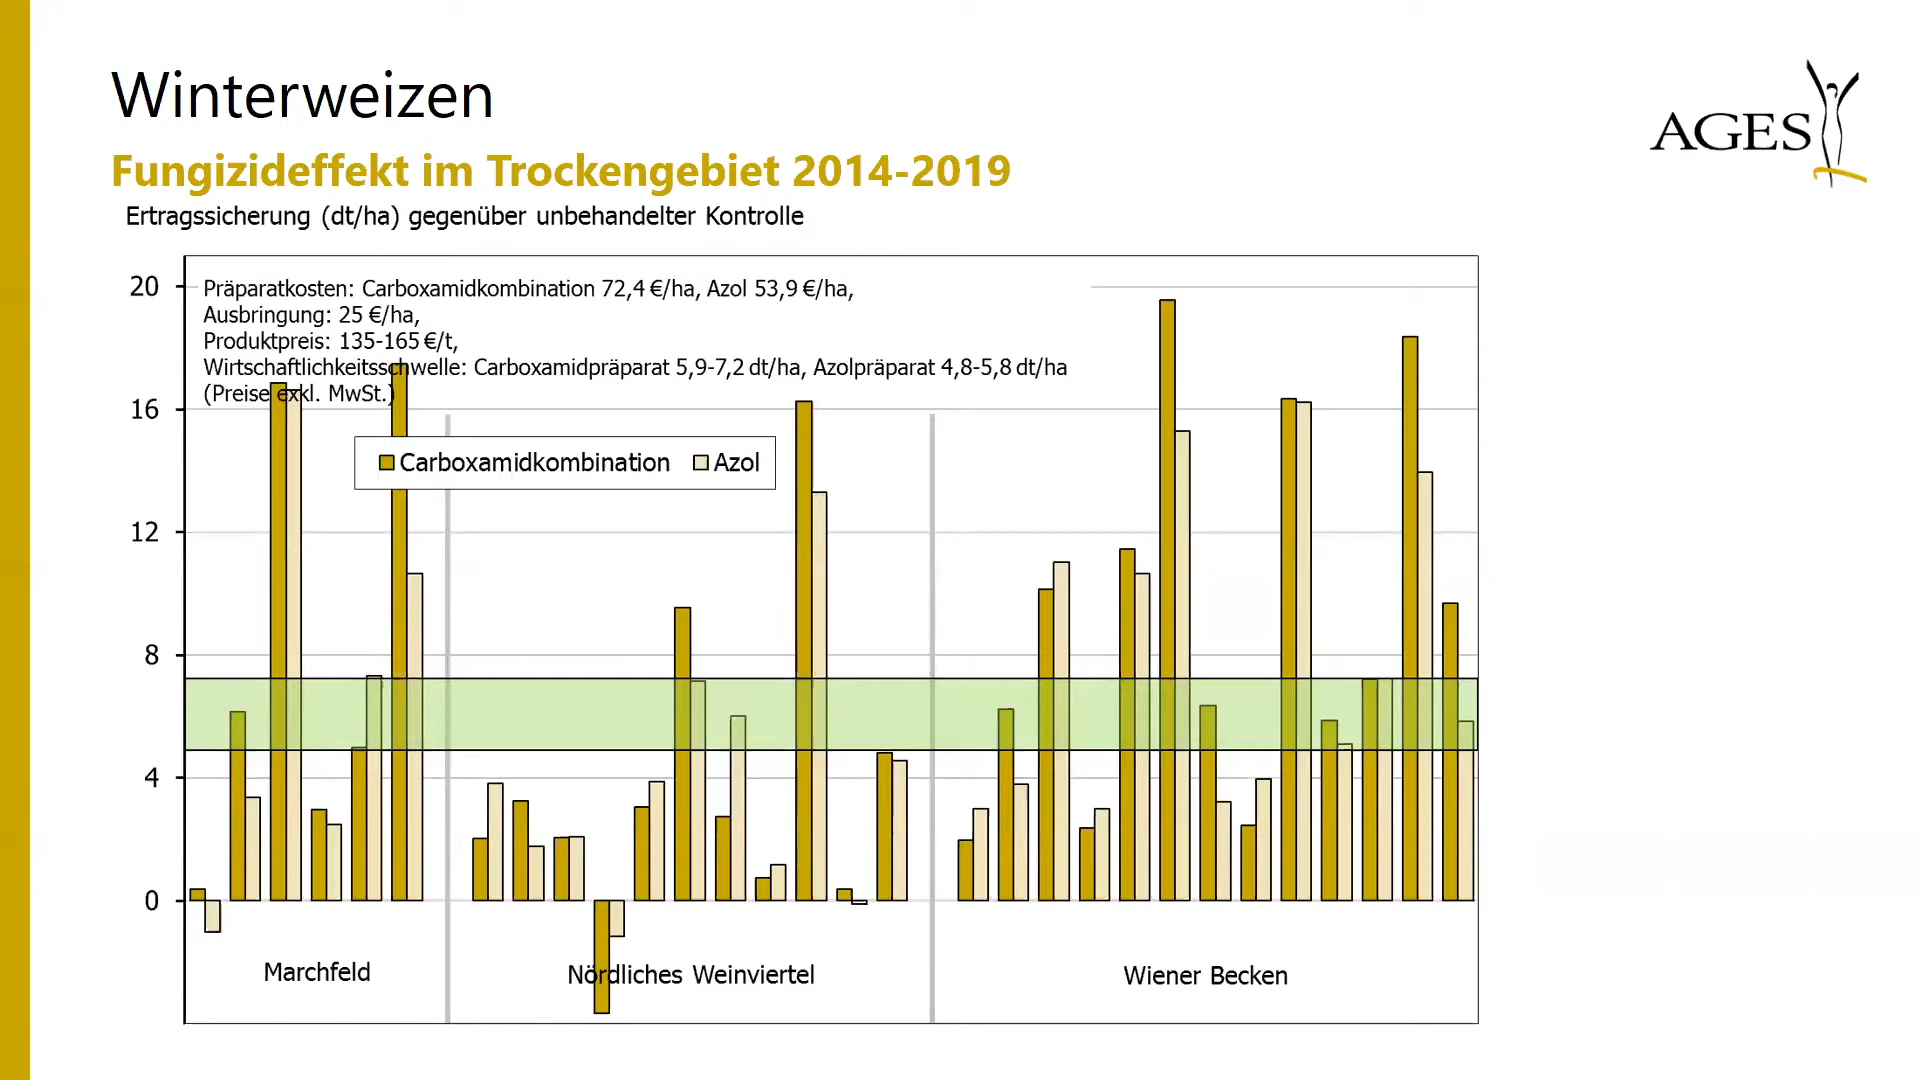 Winterweizen
AGES
Fungizideffekt im Trockengebiet 2014-2019
Ertragssicherung (dt/ha) gegenüber unbehandelter Kontrolle
Präparatkosten: Carboxamidkombination 72,4 €/ha, Azol 53,9 €/ha,
Ausbringung: 25 €/ha,
Produktpreis: 135-165 €/t,
Wirtschaftlichkeitsschwelle: Carboxamidpräparat 5,9-7,2 dt/ha, Azolpräparat 4,8-5,8 dt/ha
(Preise exkl. MwSt.)
Carboxamidkombination Azol
20
16
12
8
4
0
Marchfeld
Nördliches Weinviertel
Wiener Becken